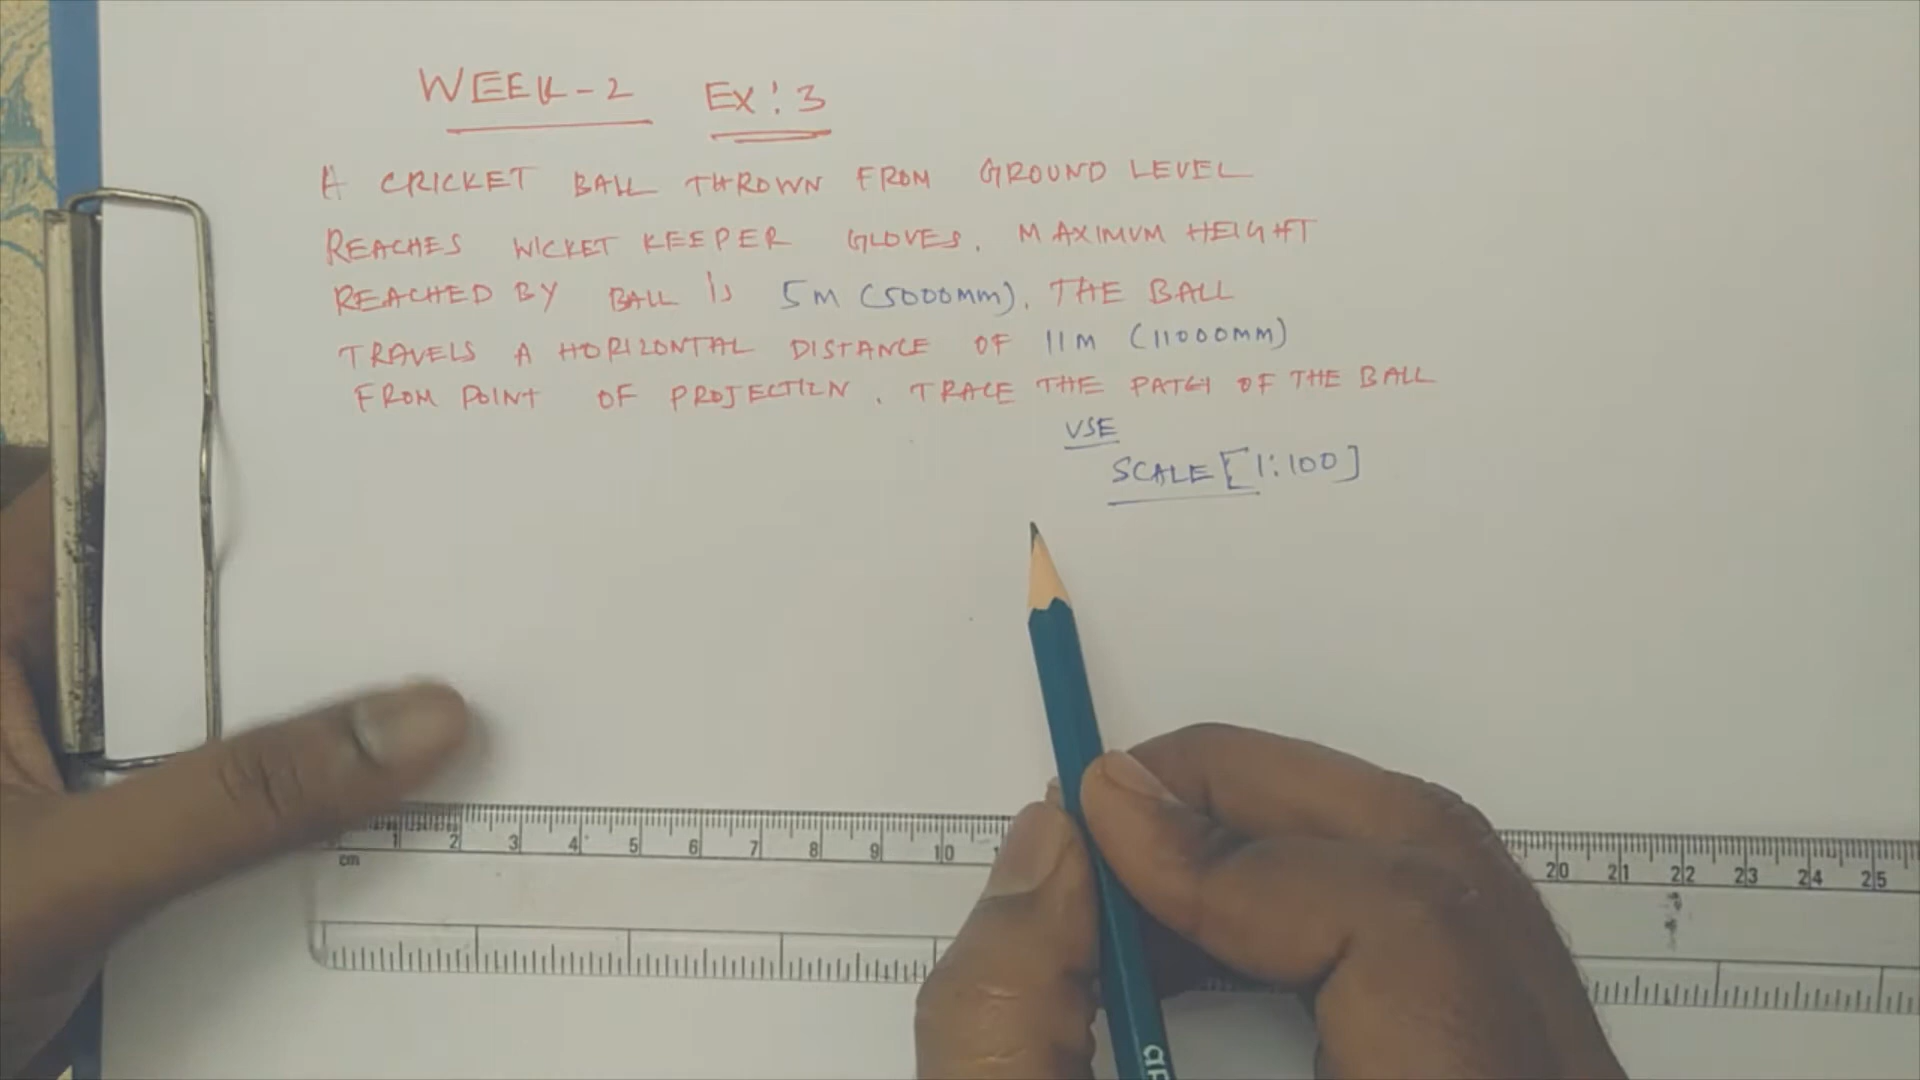 WEEK-2 EX:3
A CRICKET BALL THROWN FROM GROUND LEVEL
REACHES WICKET KEEPER GLOVES. MAXIMUM HEIGHT
REACHED BY BALL IS 5M (5000MM). THE BALL
TRAVELS A HORIZONTAL DISTANCE OF 11M (11000MM)
FROM POINT OF PROJECTION. TRACE THE PATH OF THE BALL
USE
SCALE [1:100]
1 2 3 4 5 6 7 8 9 10 20 21 22 23 24 25
cm